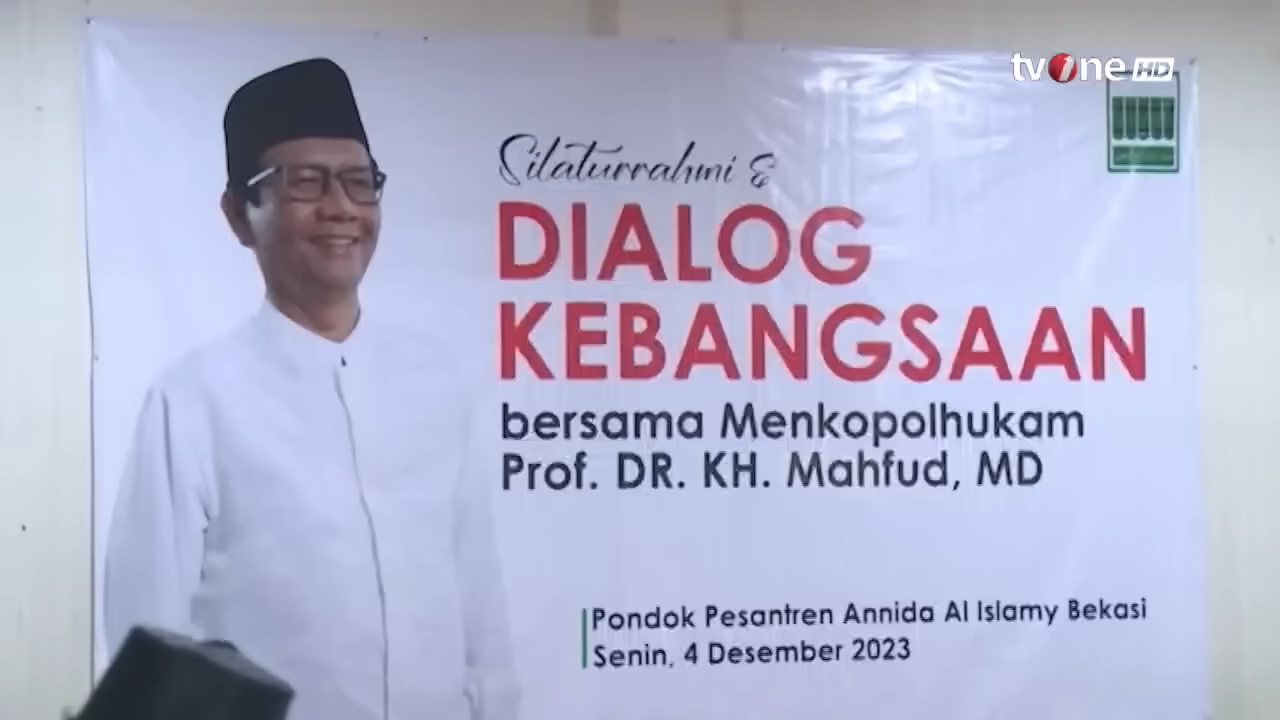 tvOne HD
Silaturrahmi &
DIALOG
KEBANGSAAN
bersama Menkopolhukam
Prof. DR. KH. Mahfud, MD
Pondok Pesantren Annida Al Islamy Bekasi
Senin, 4 Desember 2023